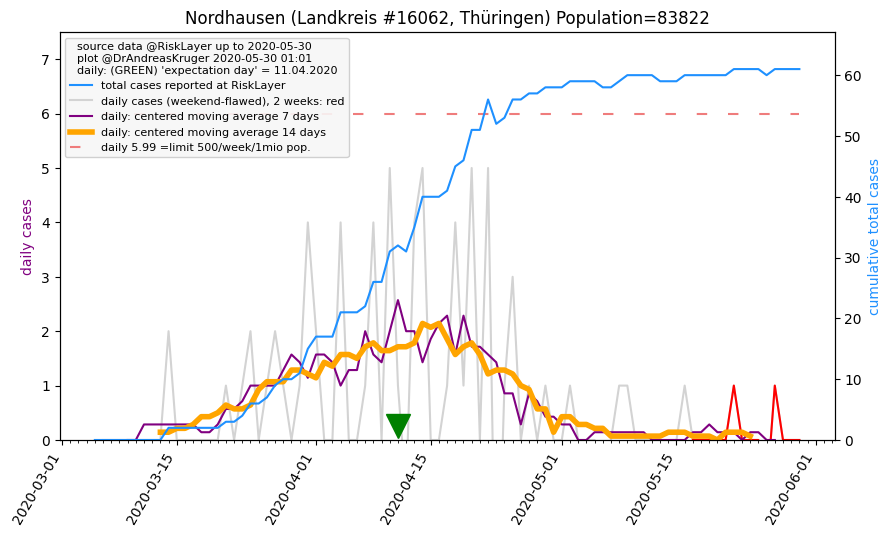 Nordhausen (Landkreis #16062, Thüringen) Population=83822
source data @RiskLayer up to 2020-05-30
plot @DrAndreasKruger 2020-05-30 01:01
daily: (GREEN) 'expectation day' = 11.04.2020
total cases reported at RiskLayer
daily cases (weekend-flawed), 2 weeks: red
daily: centered moving average 7 days
daily: centered moving average 14 days
daily 5.99 =limit 500/week/1mio pop.
daily cases
7
6
5
4
3
2
1
0
cumulative total cases
60
50
40
30
20
10
0
2020-03-01
2020-03-15
2020-04-01
2020-04-15
2020-05-01
2020-05-15
2020-06-01